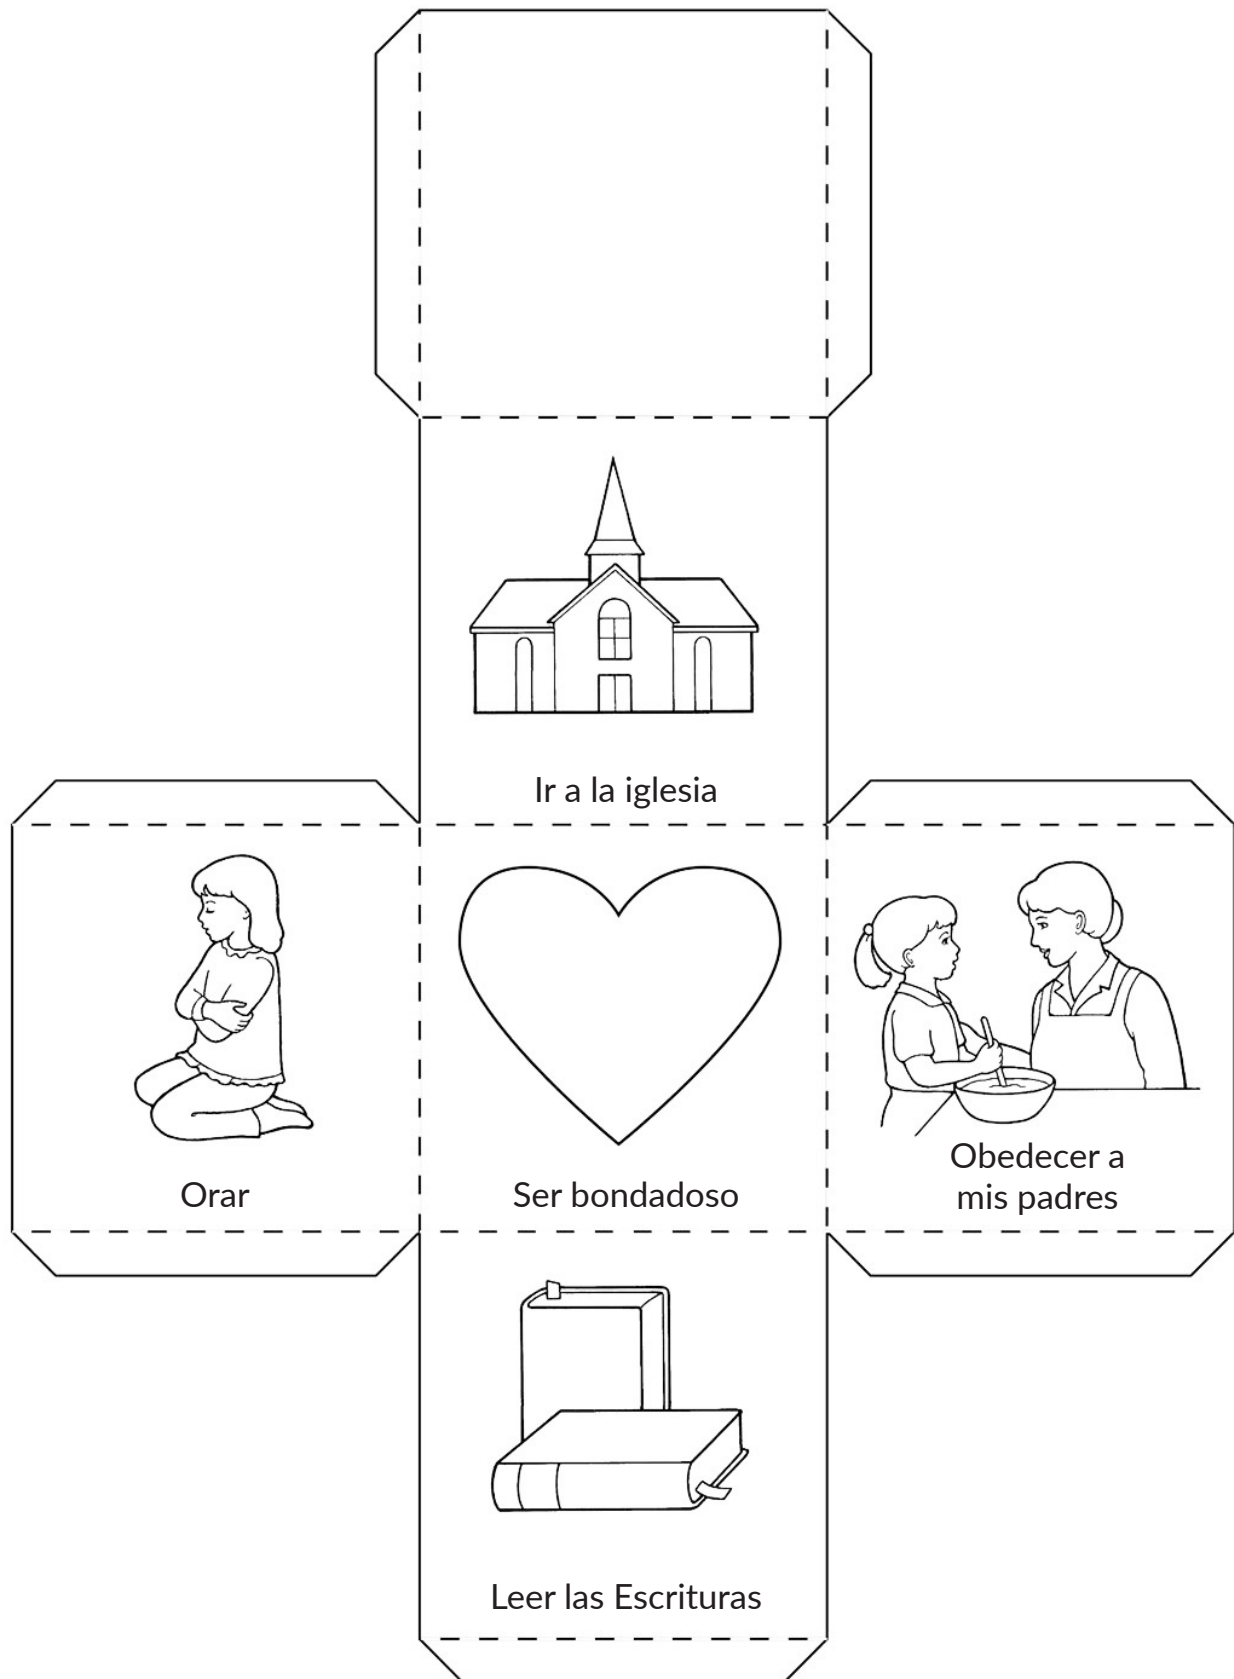 Ir a la iglesia
Orar
Ser bondadoso
Obedecer a
mis padres
Leer las Escrituras